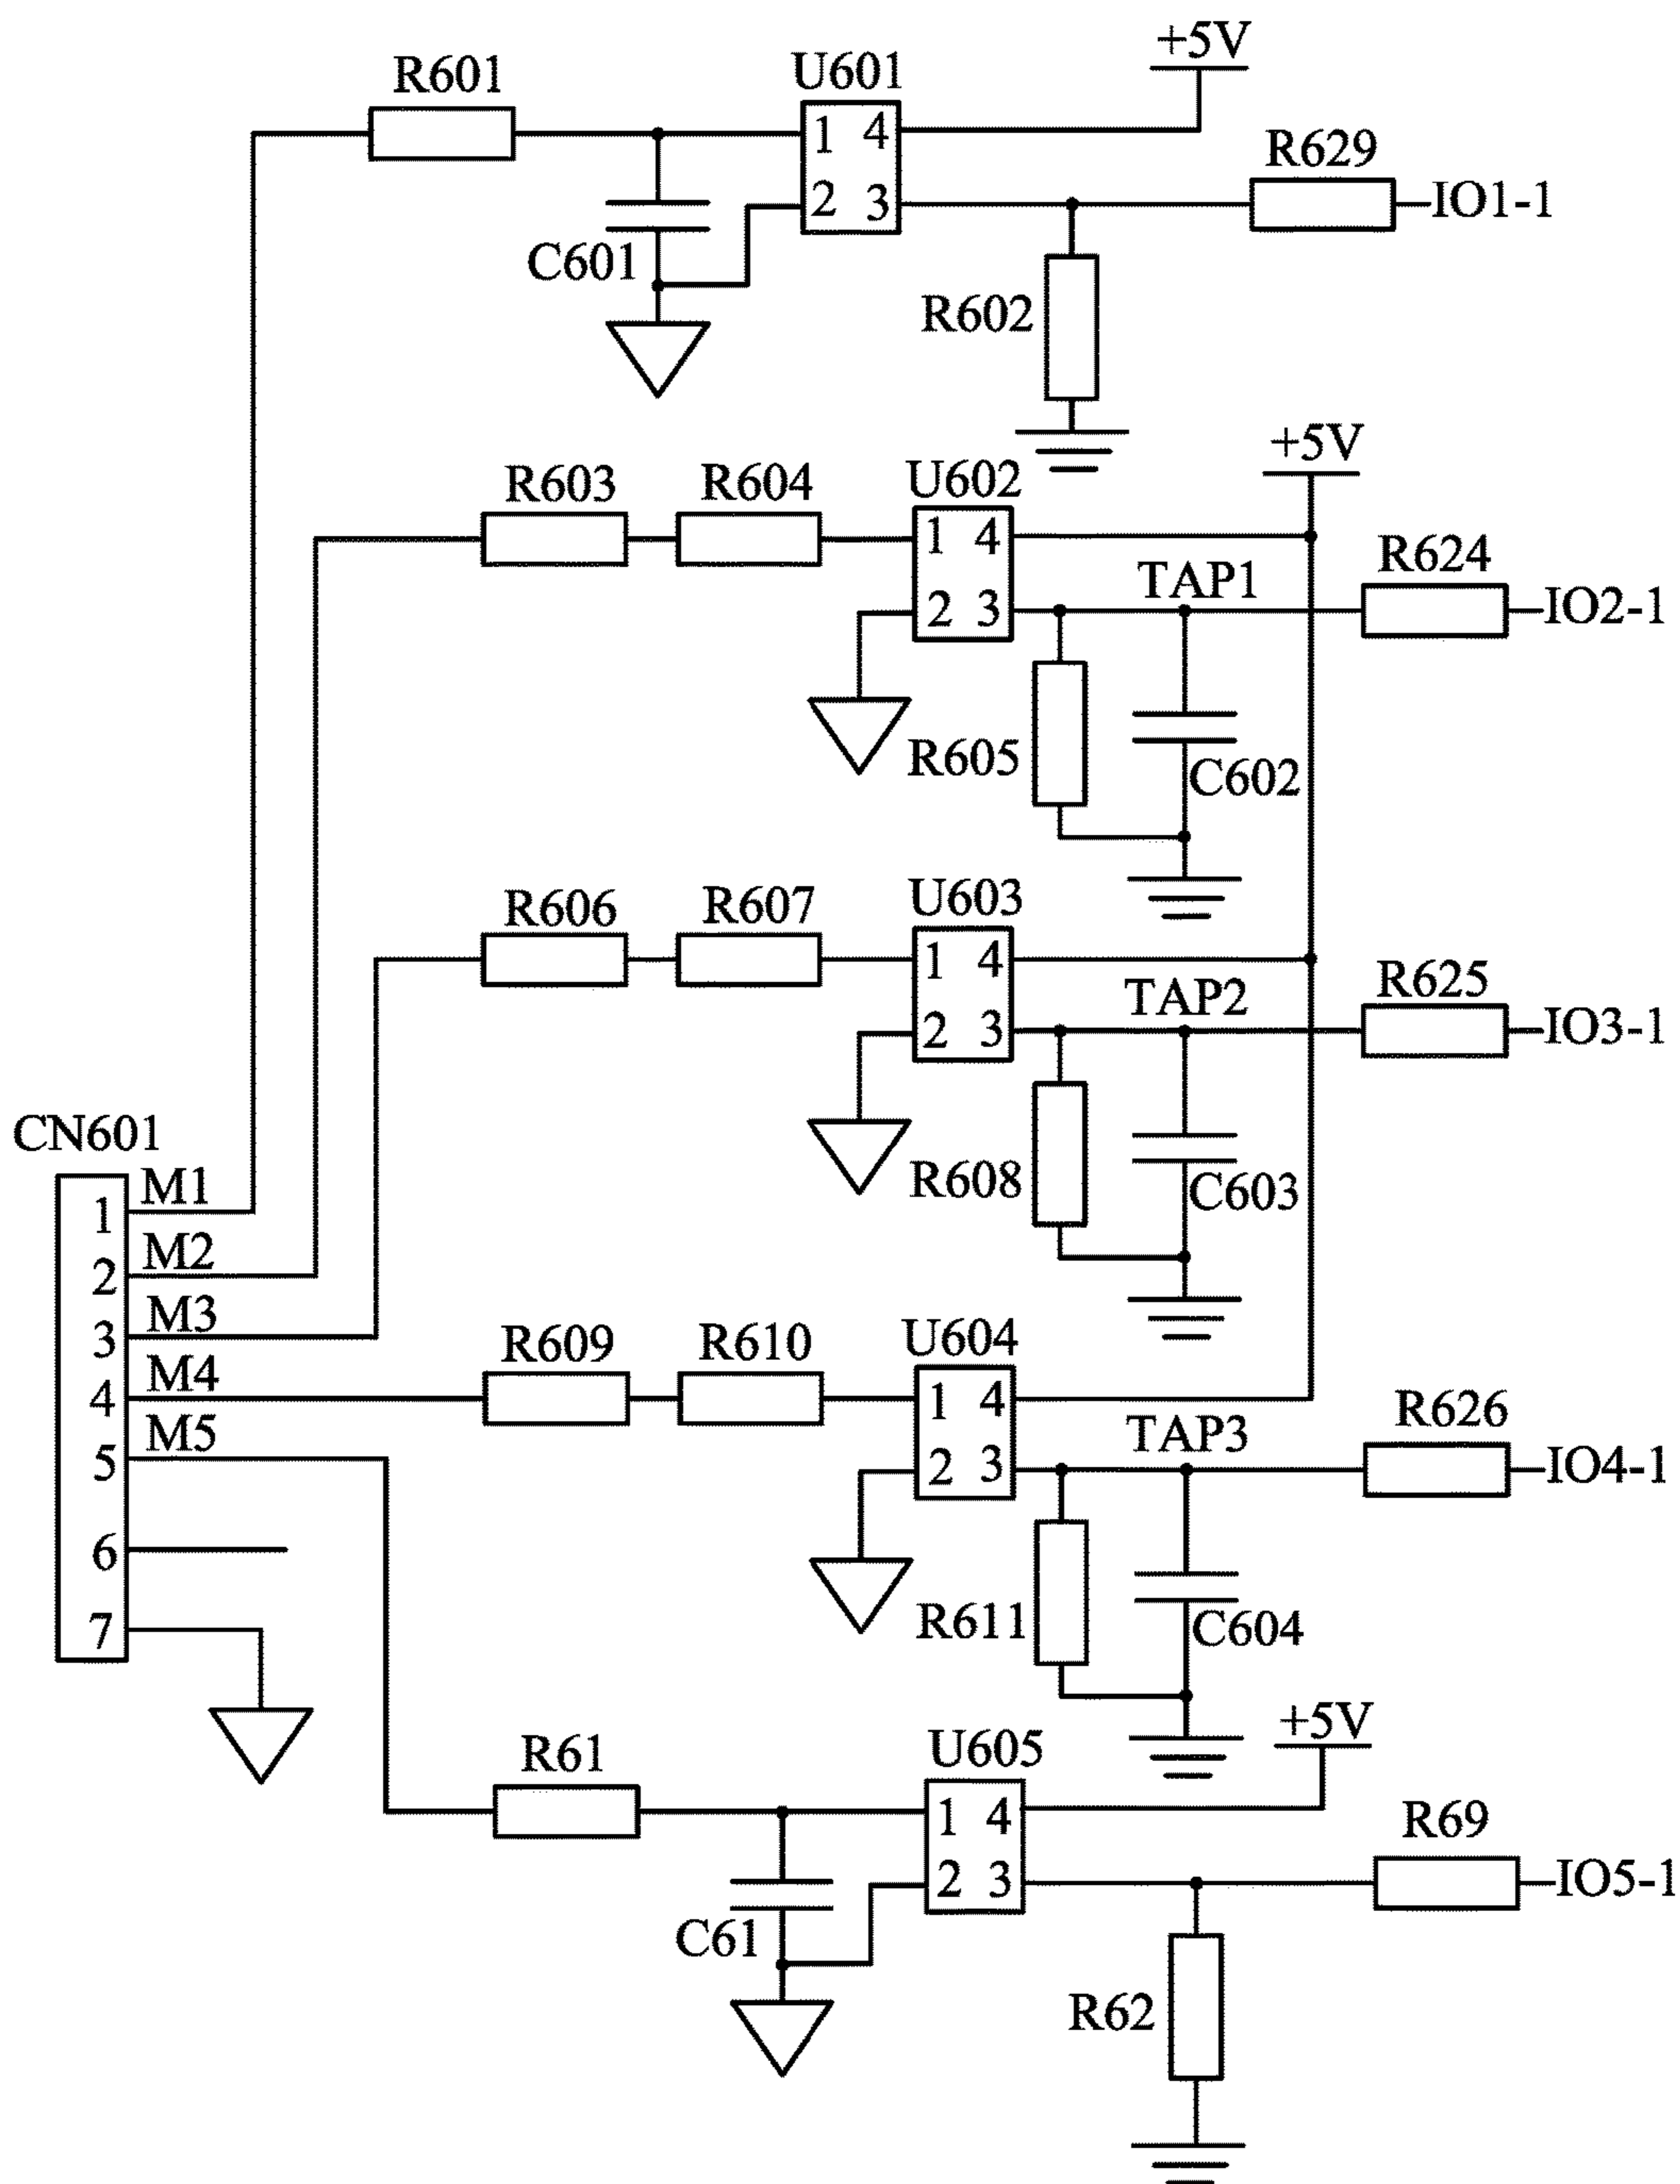 +5V
R601
U601
1 4
2 3
R629
IO1-1
C601
R602
+5V
R603
R604
U602
1 4
2 3
TAP1
R624
IO2-1
R605
C602
R606
R607
U603
1 4
2 3
TAP2
R625
IO3-1
R608
C603
CN601
1 M1
2 M2
3 M3
4 M4
5 M5
6
7
R609
R610
U604
1 4
2 3
TAP3
R626
IO4-1
R611
C604
+5V
R61
U605
1 4
2 3
R69
IO5-1
C61
R62